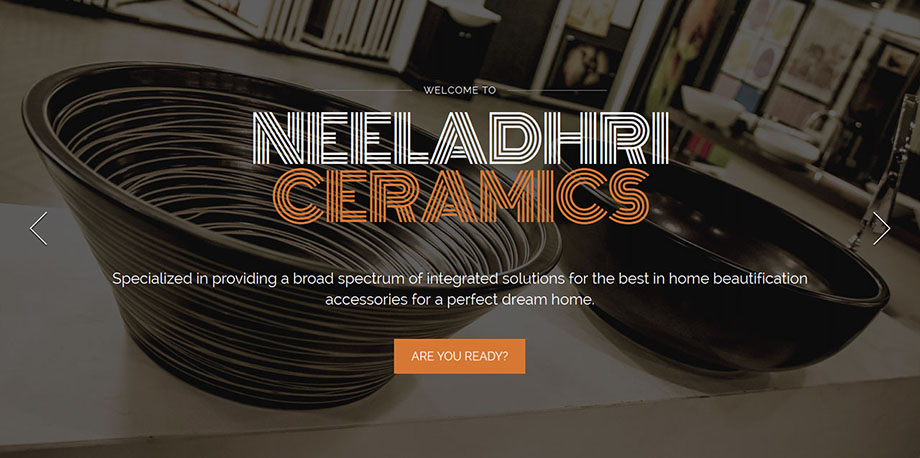 WELCOME TO
NEELADHRI
CERAMICS
Specialized in providing a broad spectrum of integrated solutions for the best in home beautification
accessories for a perfect dream home.
ARE YOU READY?